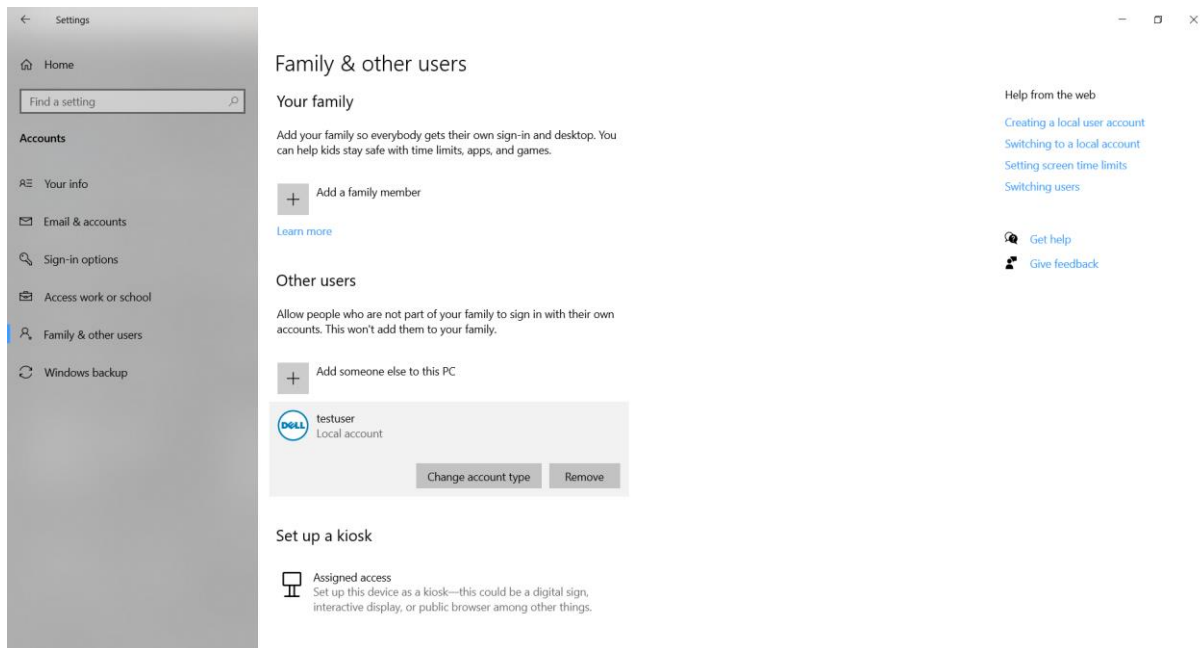 Settings
Home
Find a setting
Accounts
Your info
Email & accounts
Sign-in options
Access work or school
Family & other users
Windows backup
Family & other users
Your family
Add your family so everybody gets their own sign-in and desktop. You
can help kids stay safe with time limits, apps, and games.
Add a family member
Learn more
Other users
Allow people who are not part of your family to sign in with their own
accounts. This won't add them to your family.
Add someone else to this PC
DELL
testuser
Local account
Change account type
Remove
Set up a kiosk
Assigned access
Set up this device as a kiosk—this could be a digital sign,
interactive display, or public browser among other things.
Help from the web
Creating a local user account
Switching to a local account
Setting screen time limits
Switching users
Get help
Give feedback